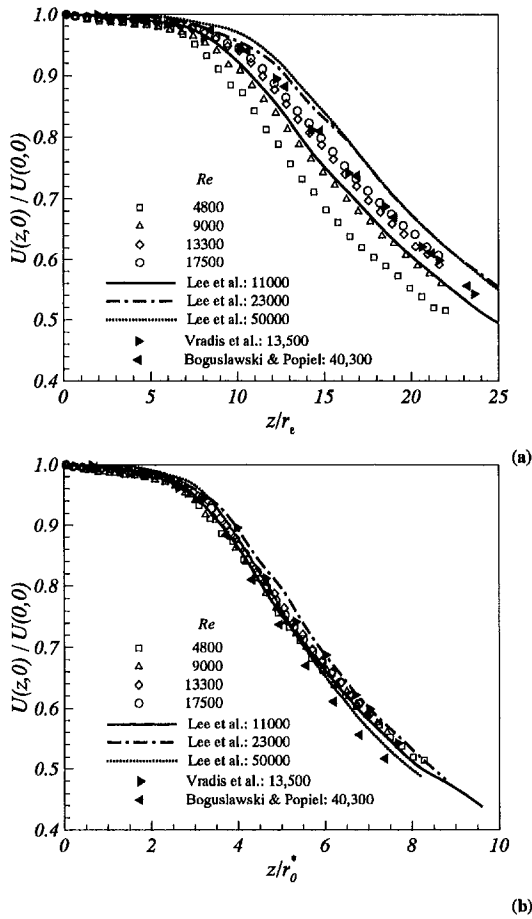 1.0
0.9
0.8
0.7
0.6
0.5
0.4
U(z,0) / U(0,0)
Re
4800
9000
13300
17500
Lee et al.: 11000
Lee et al.: 23000
Lee et al.: 50000
Vradis et al.: 13,500
Boguslawski & Popiel: 40,300
0 5 10 15 20 25
z/rₑ
(a)
1.0
0.9
0.8
0.7
0.6
0.5
0.4
U(z,0) / U(0,0)
Re
4800
9000
13300
17500
Lee et al.: 11000
Lee et al.: 23000
Lee et al.: 50000
Vradis et al.: 13,500
Boguslawski & Popiel: 40,300
0 2 4 6 8 10
z/r₀*
(b)